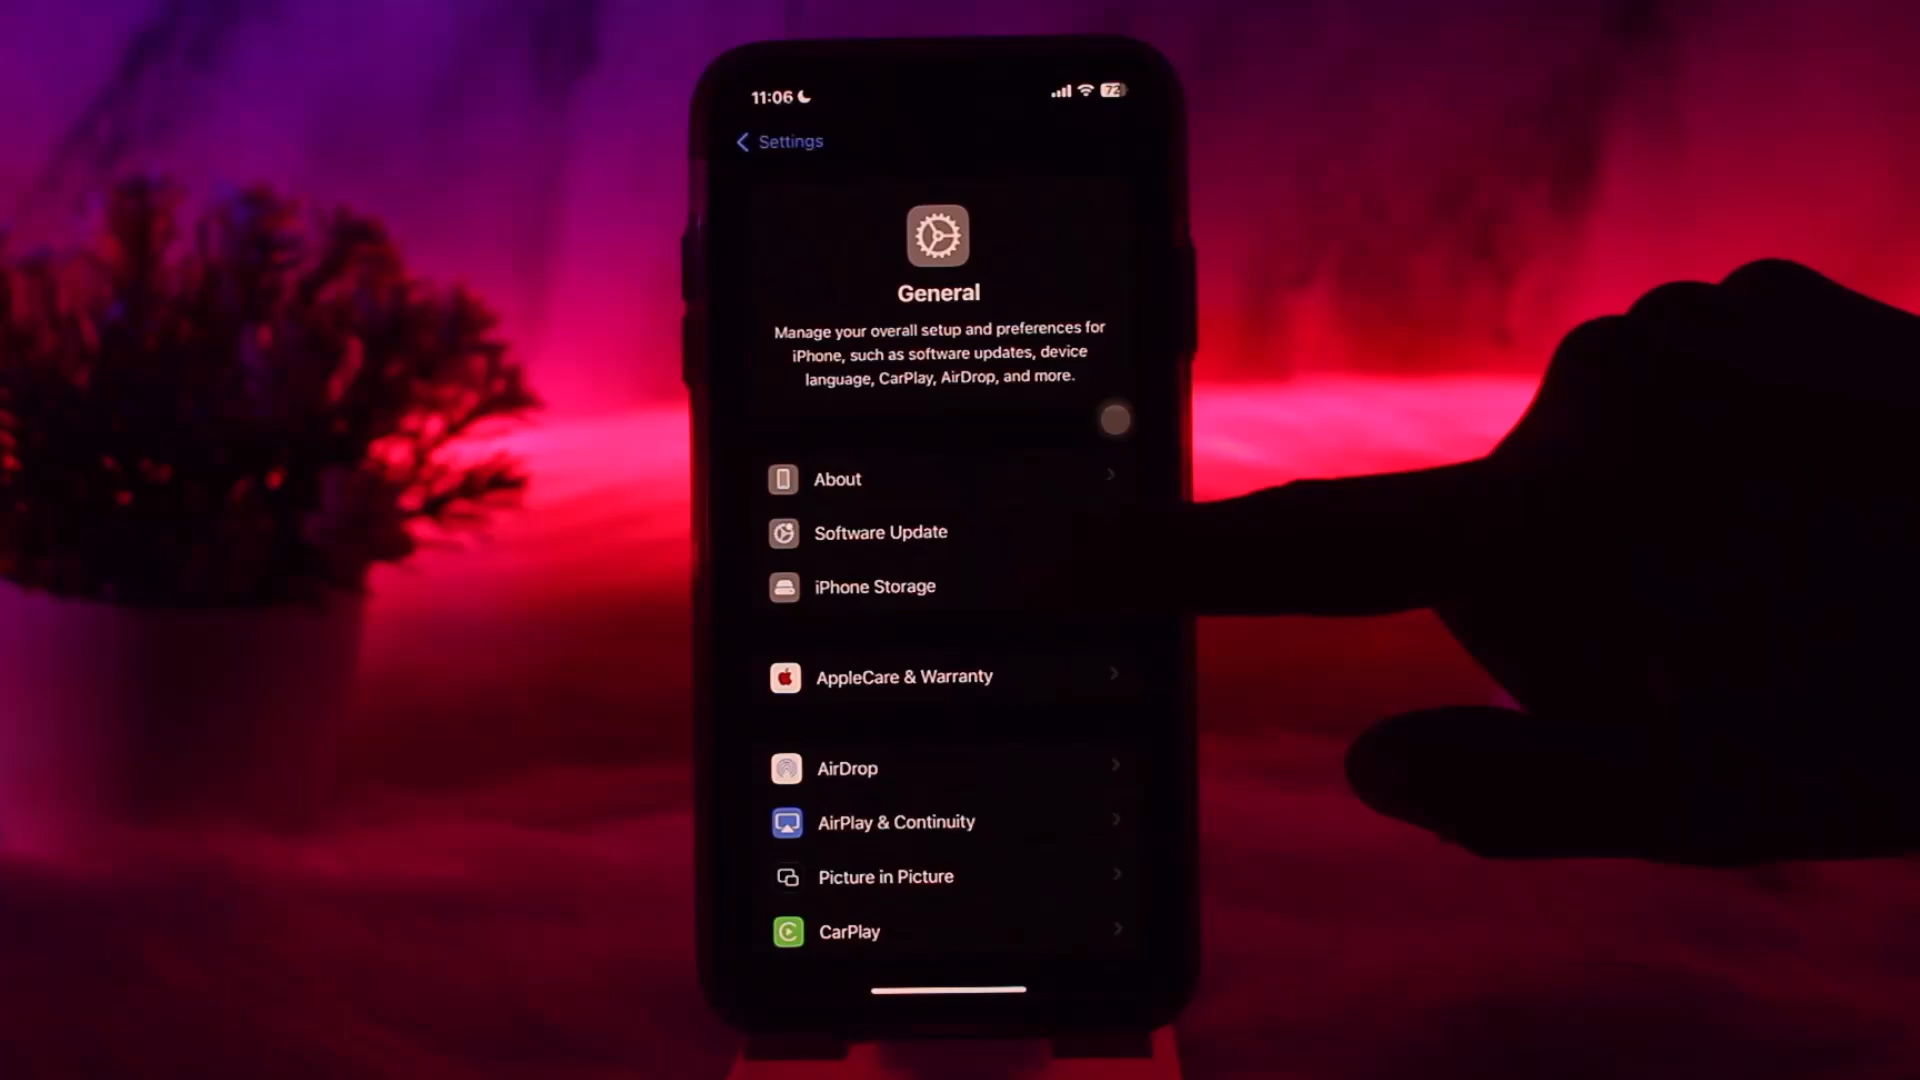 11:06
72
Settings
General
Manage your overall setup and preferences for
iPhone, such as software updates, device
language, CarPlay, AirDrop, and more.
About
Software Update
iPhone Storage
AppleCare & Warranty
AirDrop
AirPlay & Continuity
Picture in Picture
CarPlay